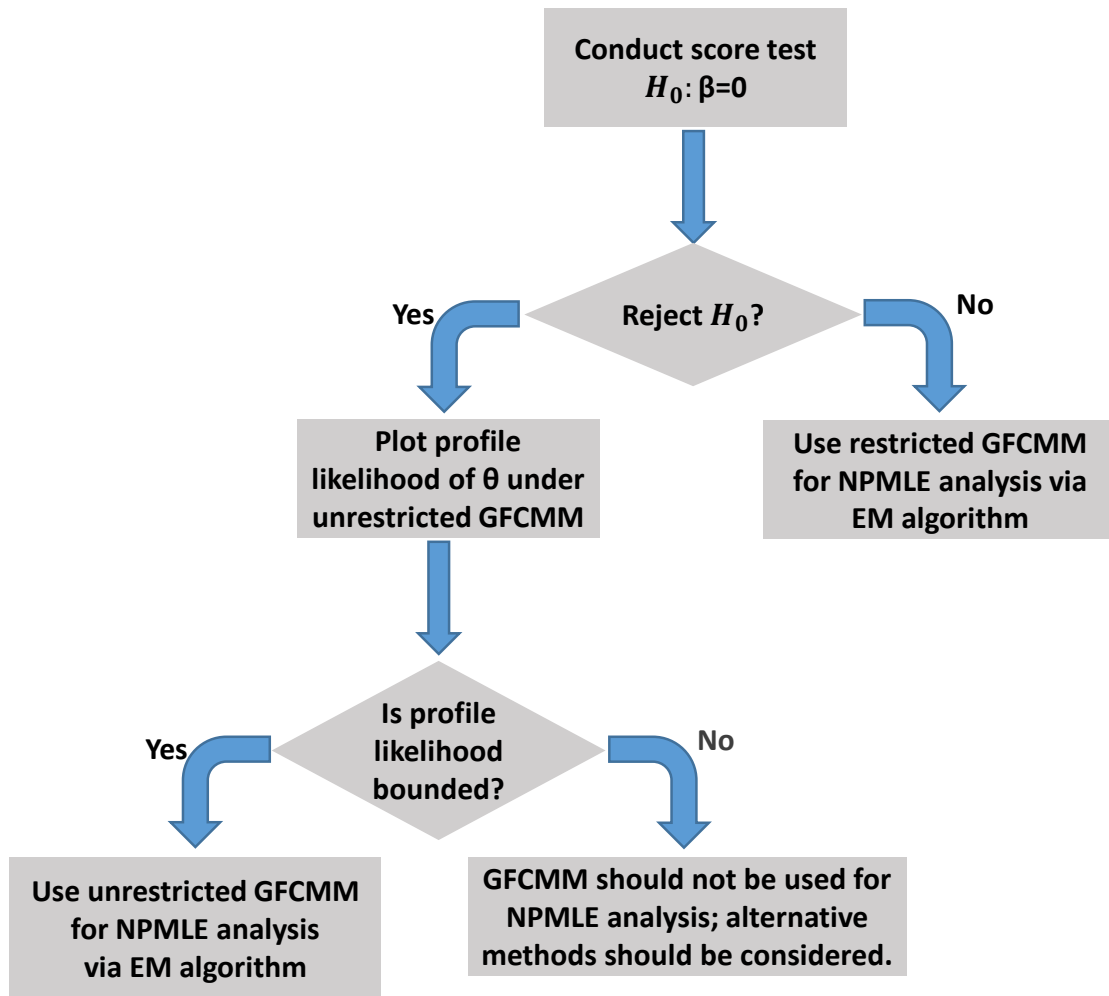 Conduct score test
H₀: β=0
Reject H₀?
Yes
No
Plot profile
likelihood of θ under
unrestricted GFCMM
Use restricted GFCMM
for NPMLE analysis via
EM algorithm
Is profile
likelihood
bounded?
Yes
No
Use unrestricted GFCMM
for NPMLE analysis
via EM algorithm
GFCMM should not be used for
NPMLE analysis; alternative
methods should be considered.